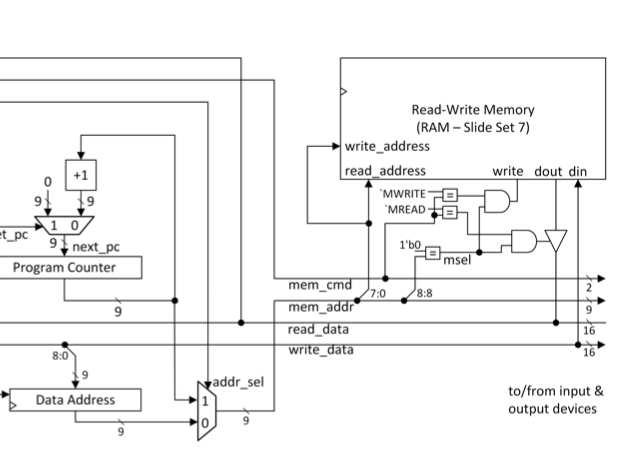 Read-Write Memory
(RAM – Slide Set 7)
write_address
read_address
write dout din
`MWRITE
=
`MREAD
=
1'b0
=
msel
0
+1
9
9
1 0
et_pc
9
next_pc
Program Counter
9
mem_cmd
2
7:0
8:8
mem_addr
9
read_data
16
write_data
16
8:0
9
addr_sel
Data Address
1
0
9
9
to/from input &
output devices